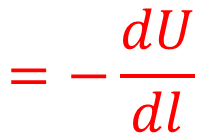 = − dU/dl